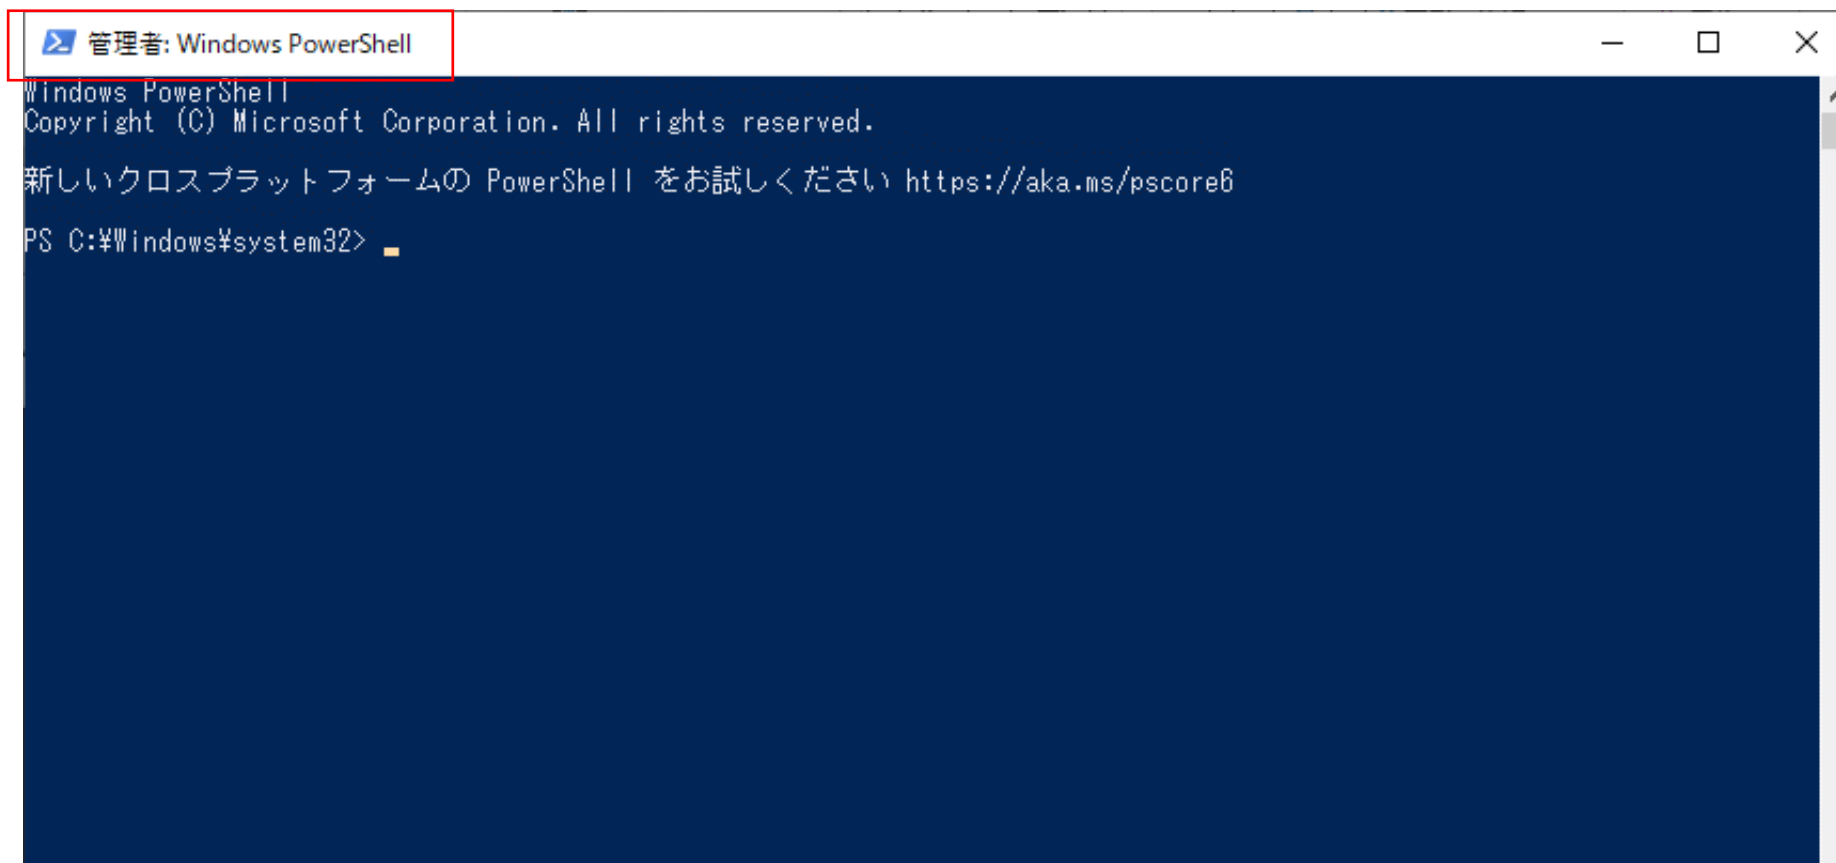 管理者: Windows PowerShell
Windows PowerShell
Copyright (C) Microsoft Corporation. All rights reserved.
新しいクロスプラットフォームの PowerShell をお試しください https://aka.ms/pscore6
PS C:¥Windows¥system32>